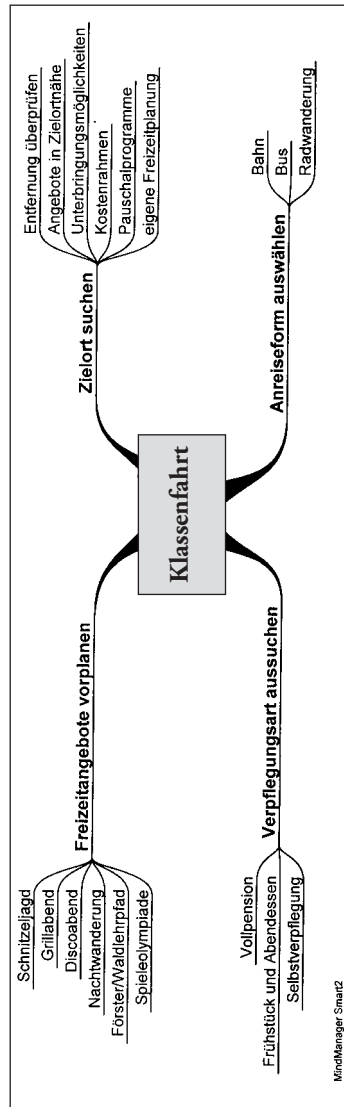 Klassenfahrt
Zielort suchen
Entfernung überprüfen
Angebote in Zielortnähe
Unterbringungsmöglichkeiten
Kostenrahmen
Pauschalprogramme
eigene Freizeitplanung
Anreiseform auswählen
Bahn
Bus
Radwanderung
Verpflegungsart aussuchen
Vollpension
Frühstück und Abendessen
Selbstverpflegung
Freizeitangebote vorplanen
Schnitzeljagd
Grillabend
Discoabend
Nachtwanderung
Förster/Waldlehrpfad
Spieleolympiade
MindManager Smart2